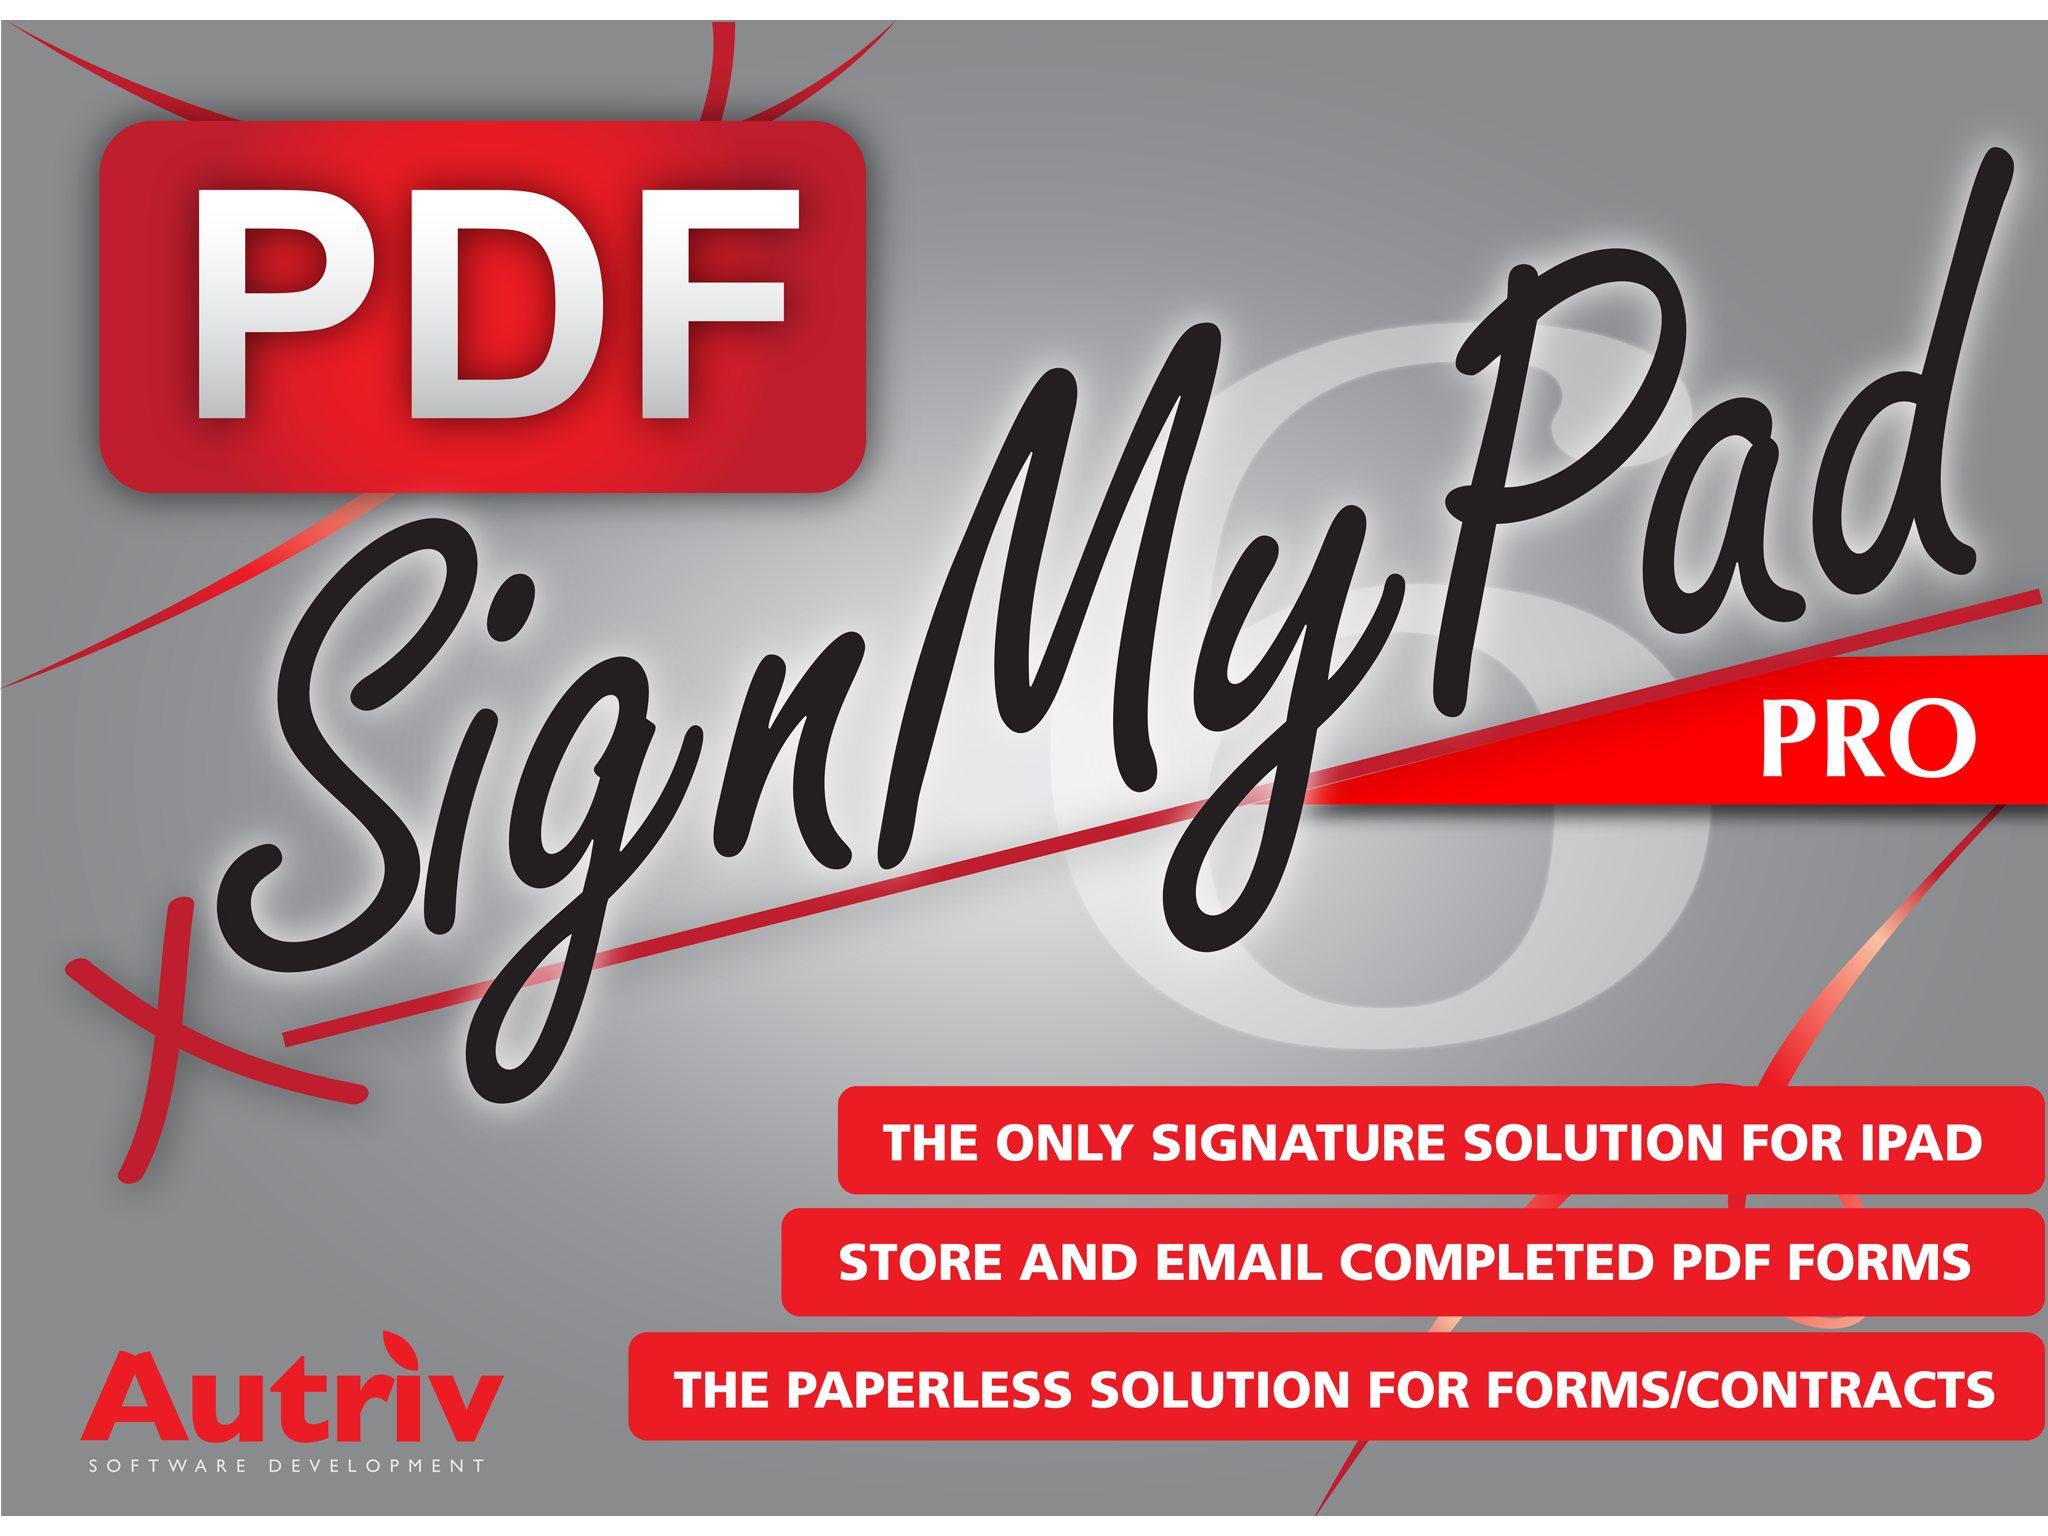 PDF
SignMyPad
6
PRO
x
THE ONLY SIGNATURE SOLUTION FOR IPAD
STORE AND EMAIL COMPLETED PDF FORMS
THE PAPERLESS SOLUTION FOR FORMS/CONTRACTS
Autriv
SOFTWARE DEVELOPMENT